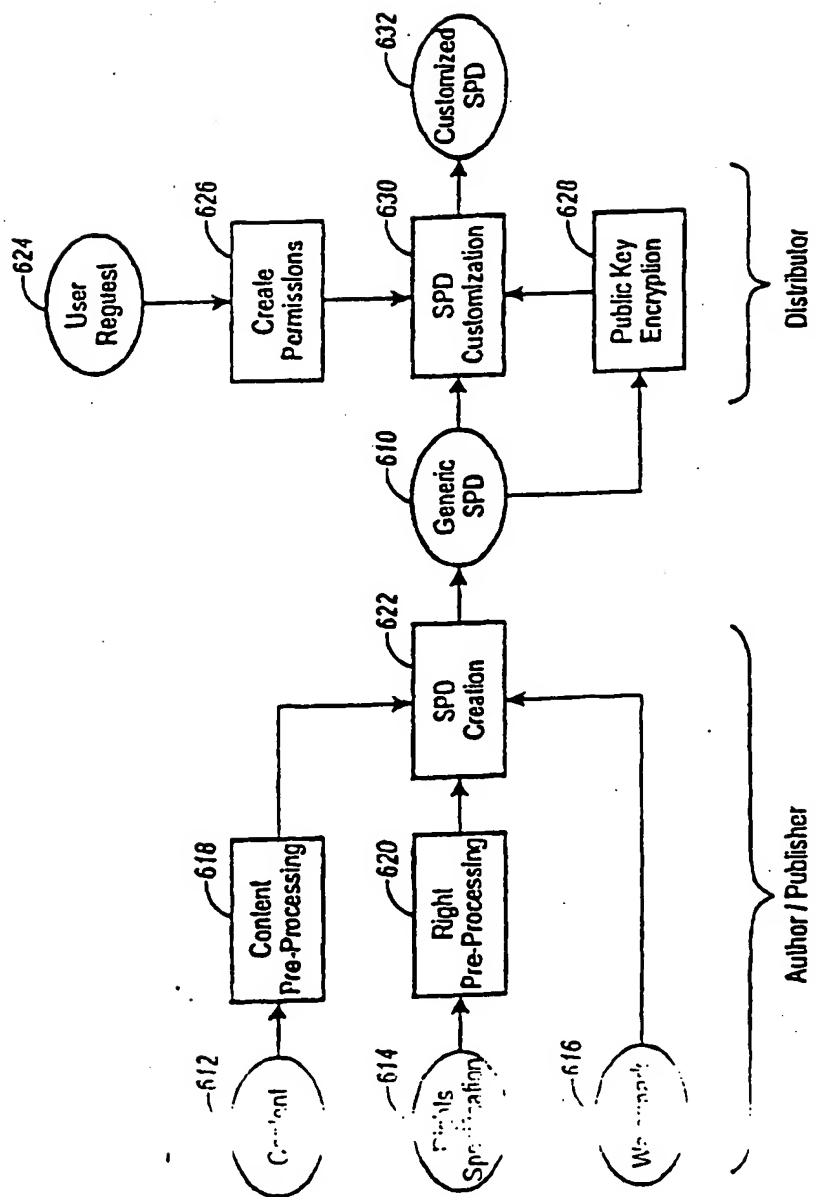 612
618
Content
Pre-Processing
614
620
Right
Pre-Processing
616
622
SPD
Creation
610
Generic
SPD
624
User
Reguest
626
Create
Permissions
630
SPD
Customization
628
Public Key
Encryption
632
Customized
SPD
Author / Publisher
Distributor